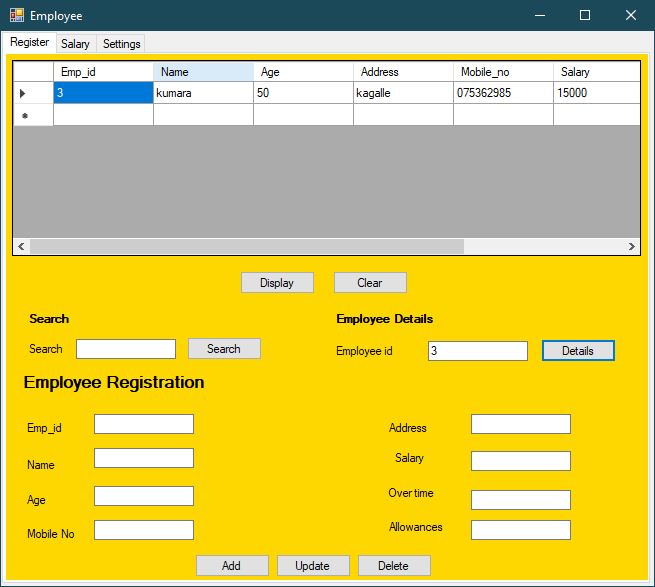 Employee
Register Salary Settings
Emp_id Name Age Address Mobile_no Salary
3 kumara 50 kagalle 075362985 15000
Display Clear
Search Employee Details
Search Search Employee id 3 Details
Employee Registration
Emp_id Address
Name Salary
Age Over time
Mobile No Allowances
Add Update Delete